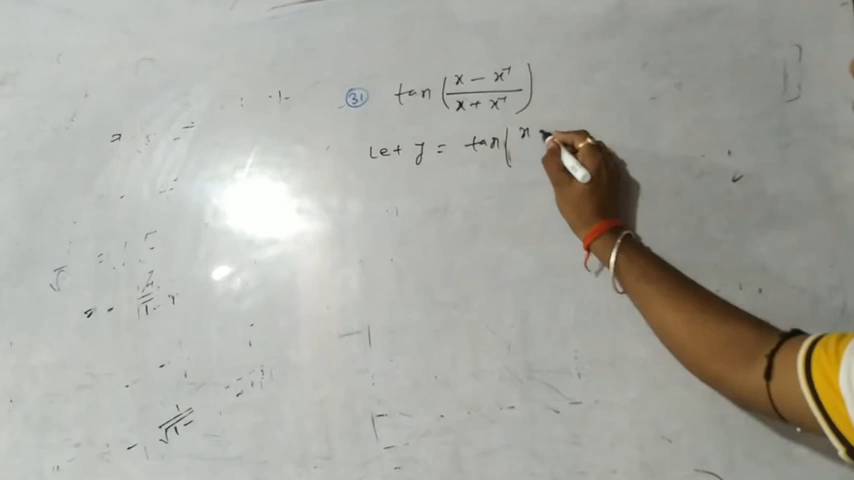 (31) tan (x - x⁻¹ / x + x⁻¹)
Let y = tan (x